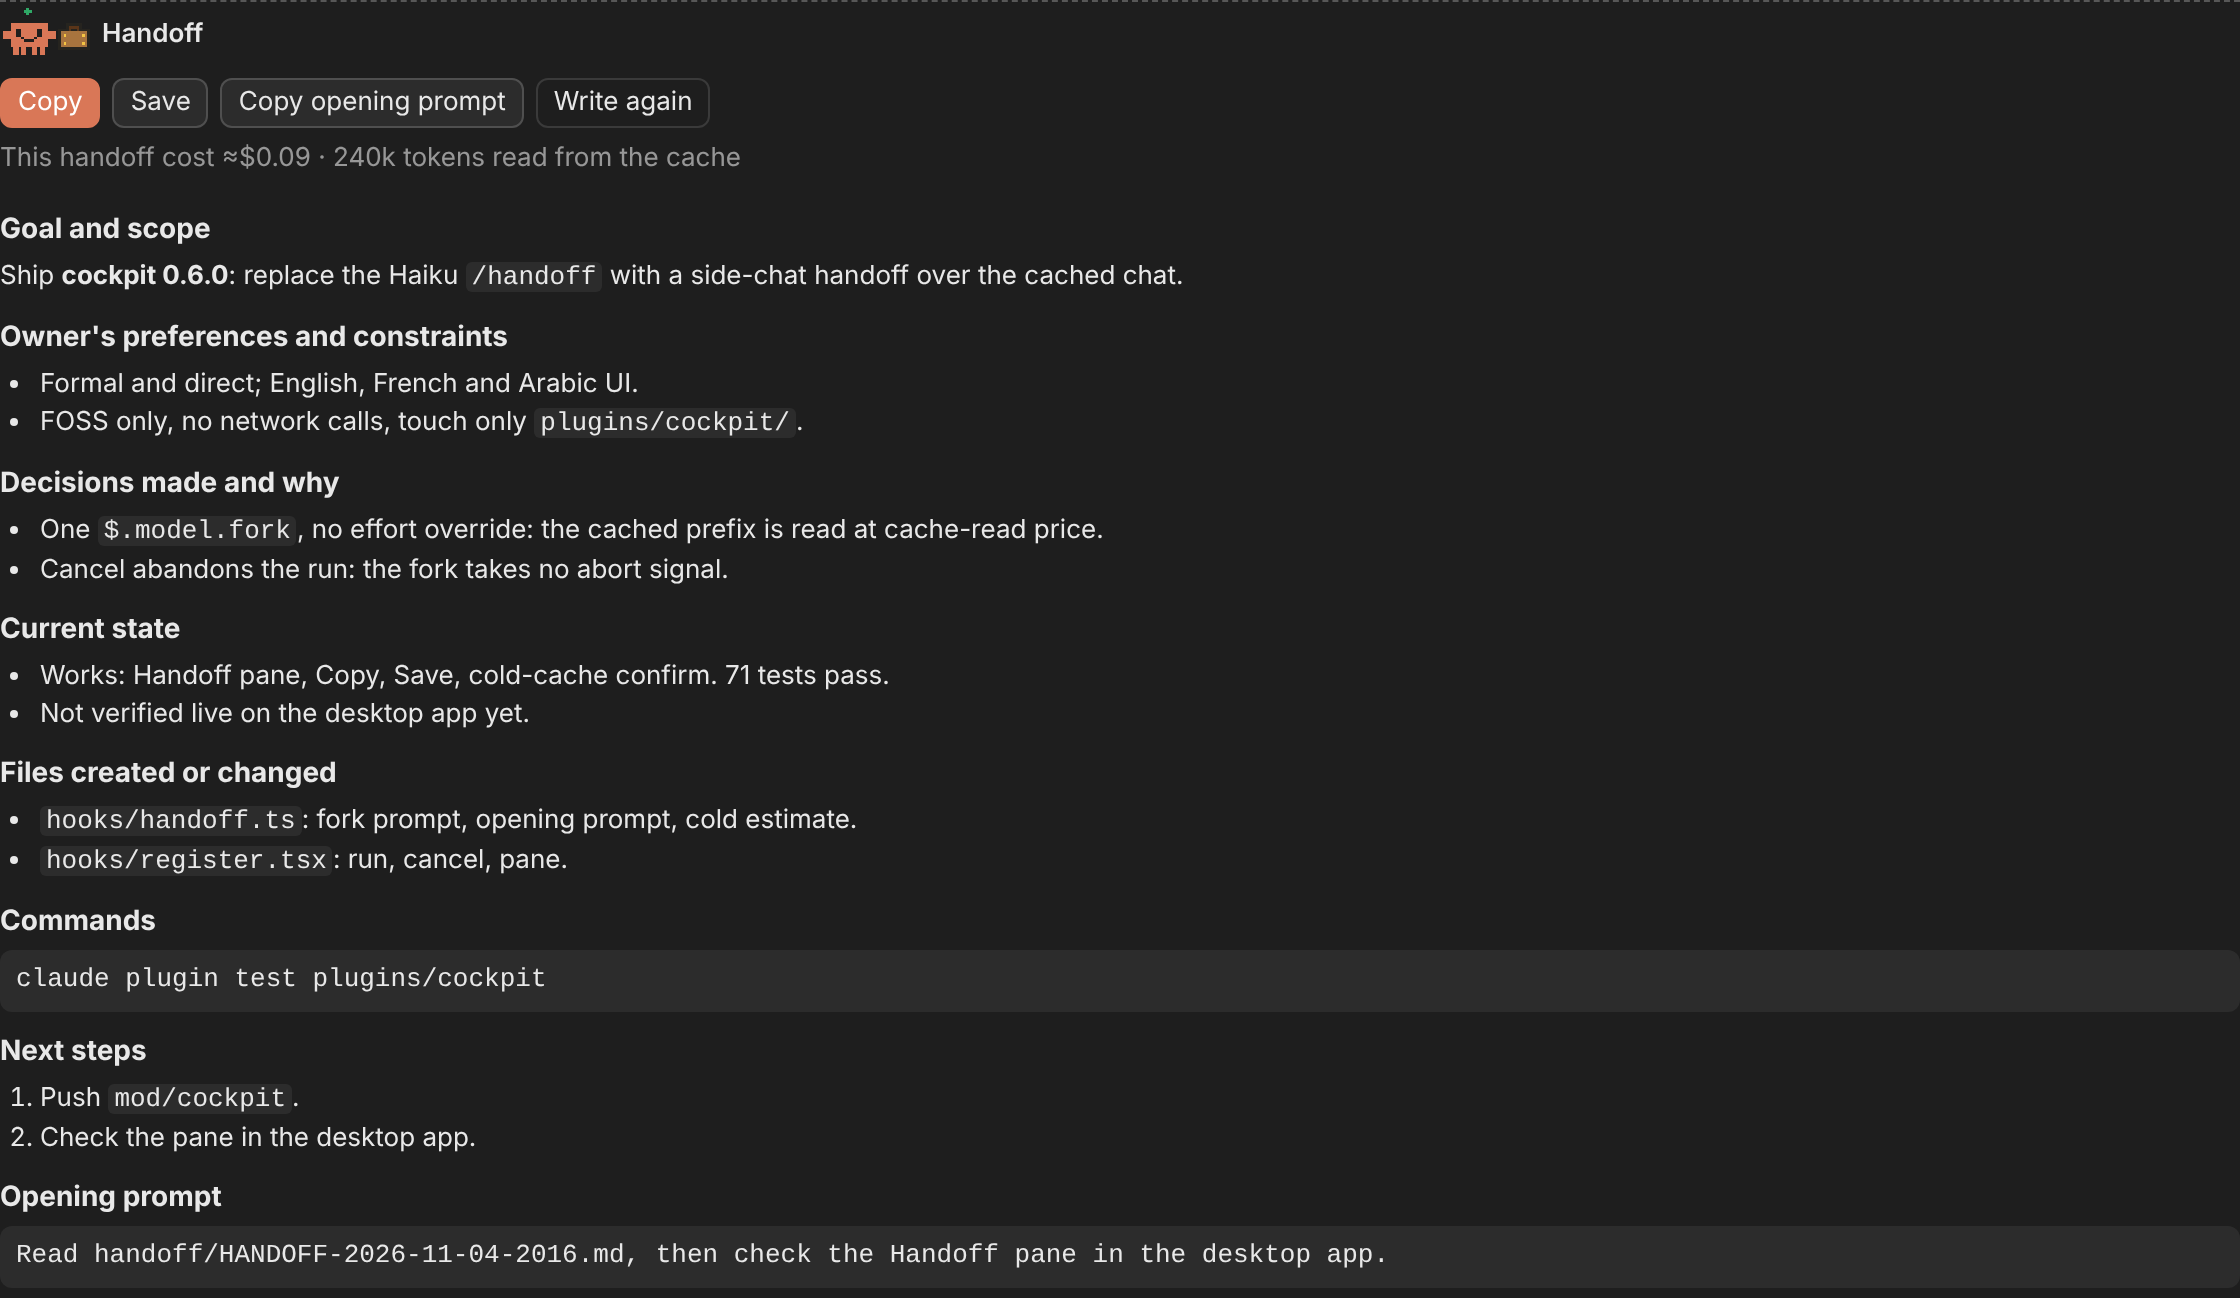 Handoff
Copy
Save
Copy opening prompt
Write again
This handoff cost ≈$0.09 · 240k tokens read from the cache
Goal and scope
Ship cockpit 0.6.0: replace the Haiku /handoff with a side-chat handoff over the cached chat.
Owner's preferences and constraints
• Formal and direct; English, French and Arabic UI.
• FOSS only, no network calls, touch only plugins/cockpit/.
Decisions made and why
• One $.model.fork, no effort override: the cached prefix is read at cache-read price.
• Cancel abandons the run: the fork takes no abort signal.
Current state
• Works: Handoff pane, Copy, Save, cold-cache confirm. 71 tests pass.
• Not verified live on the desktop app yet.
Files created or changed
• hooks/handoff.ts: fork prompt, opening prompt, cold estimate.
• hooks/register.tsx: run, cancel, pane.
Commands
claude plugin test plugins/cockpit
Next steps
1. Push mod/cockpit.
2. Check the pane in the desktop app.
Opening prompt
Read handoff/HANDOFF-2026-11-04-2016.md, then check the Handoff pane in the desktop app.